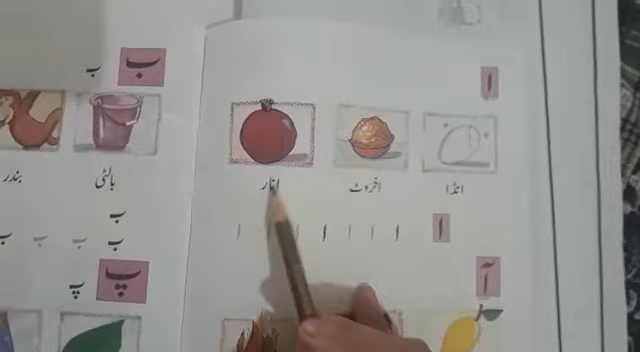 ا
انڈا اخروٹ انار
ا ا ا ا ا ا ا
آ
ب ب
بالٹی بندر
ب
ب ب ب ب
پ پ